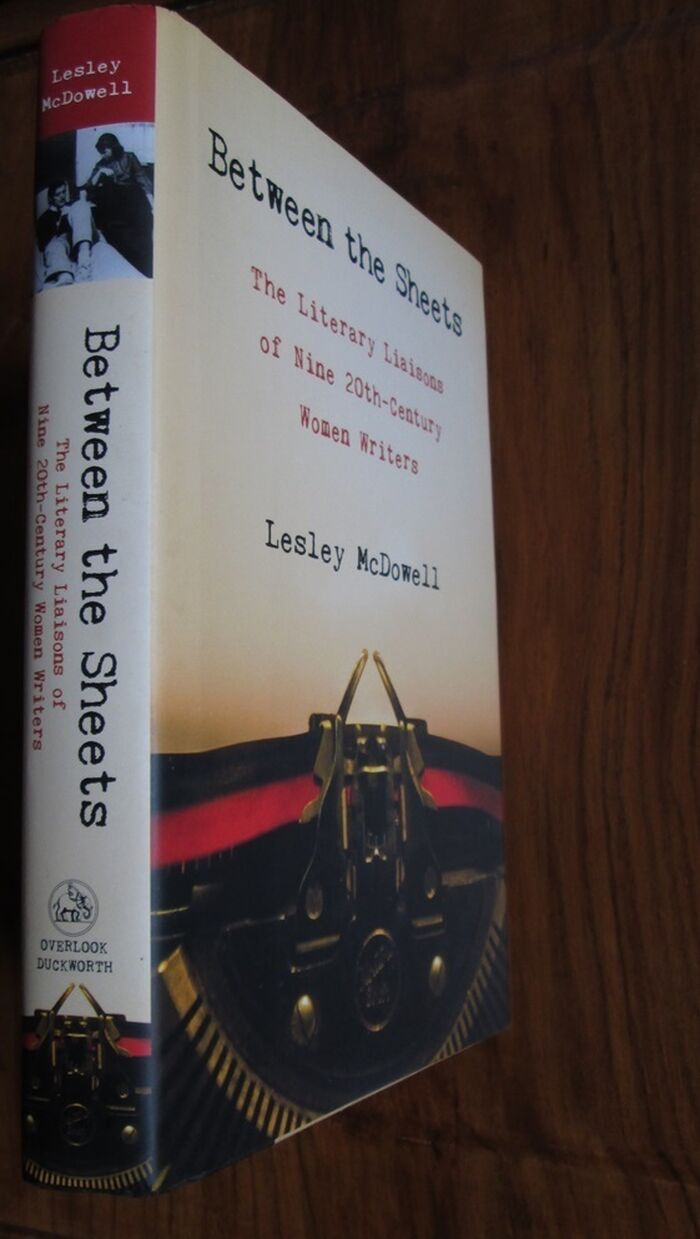 Lesley
McDowell
Between the Sheets
The Literary Liaisons of
Nine 20th-Century Women Writers
OVERLOOK
DUCKWORTH
Between the Sheets
The Literary Liaisons
of Nine 20th-Century
Women Writers
Lesley McDowell